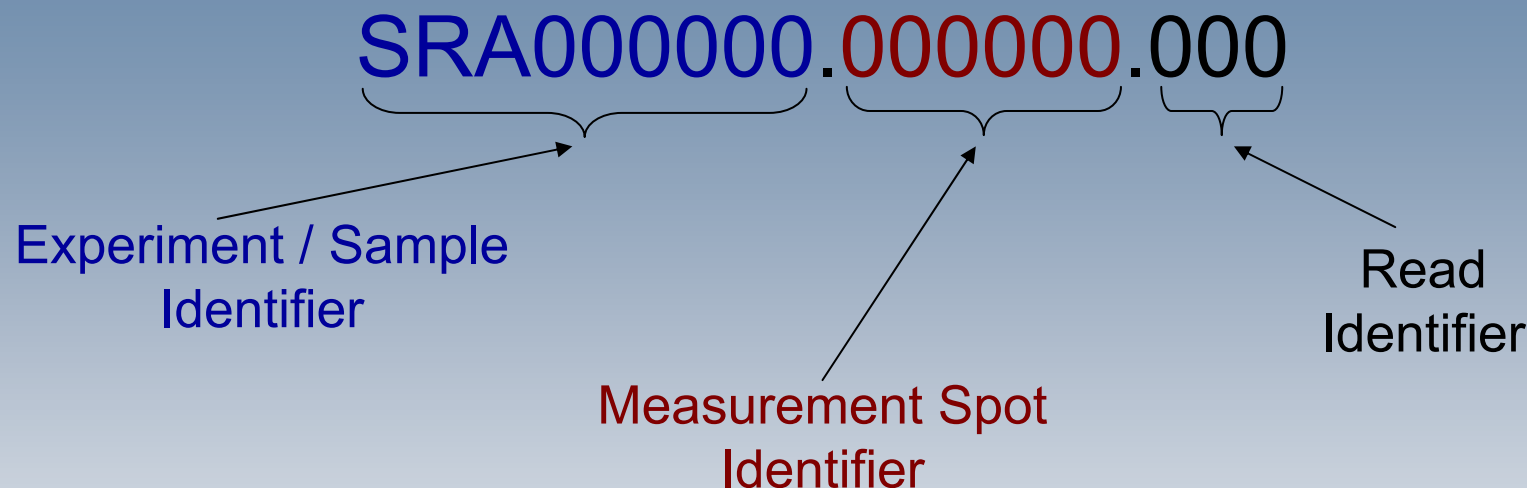 SRA000000.000000.000
Experiment / Sample
Identifier
Measurement Spot
Identifier
Read
Identifier